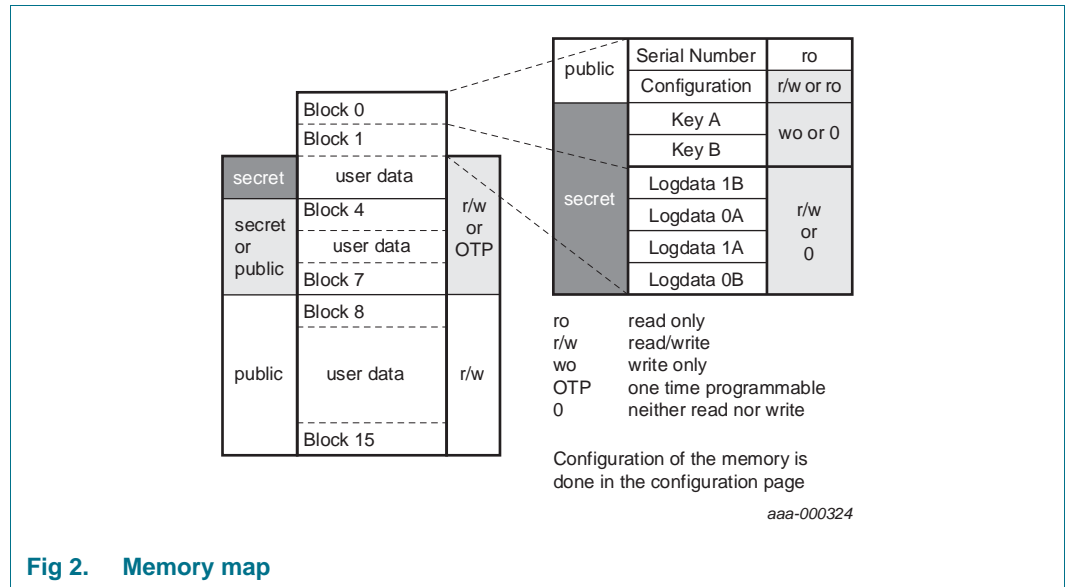 Block 0
Block 1
secret
user data
r/w
or
OTP
secret
or
public
Block 4
user data
Block 7
Block 8
public
user data
r/w
Block 15
public
Serial Number
ro
Configuration
r/w or ro
secret
Key A
wo or 0
Key B
Logdata 1B
Logdata 0A
r/w
or
0
Logdata 1A
Logdata 0B
ro read only
r/w read/write
wo write only
OTP one time programmable
0 neither read nor write
Configuration of the memory is
done in the configuration page
aaa-000324
Fig 2. Memory map